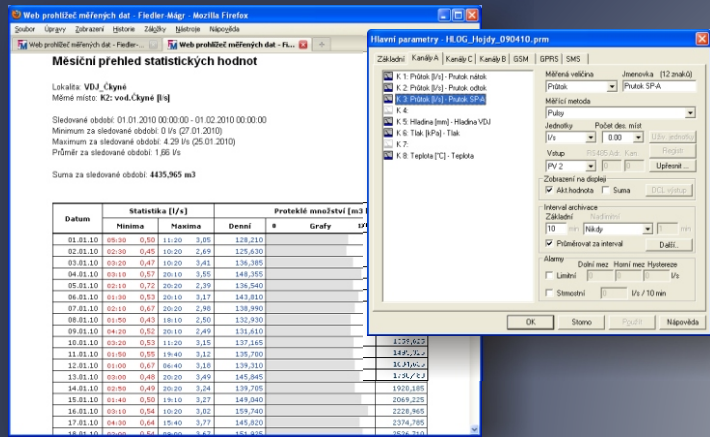 Web prohlížeč měřených dat - Fiedler-Mágr - Mozilla Firefox
Soubor Úpravy Zobrazení Historie Záložky Nástroje Nápověda
Web prohlížeč měřených dat - Fiedler-...
Web prohlížeč měřených dat - Fi...
Měsíční přehled statistických hodnot
Lokalita: VDJ_Čkyně
Měrné místo: K2: vod.Čkyně [l/s]
Sledované období: 01.01.2010 00:00:00 - 01.02.2010 00:00:00
Minimum za sledované období: 0 l/s (27.01.2010)
Maximum za sledované období: 4.29 l/s (25.01.2010)
Průměr za sledované období: 1,66 l/s
Suma za sledované období: 4435,965 m3
Datum Statistika [l/s] Proteklé množství [m3
Minima Maxima Denní 0 Grafy
01.01.10 05:30 0,50 11:20 3,05 128,210
02.01.10 02:30 0,45 10:20 2,69 125,630
03.01.10 03:20 0,47 10:20 3,41 136,385
04.01.10 03:10 0,57 20:10 3,55 148,355
05.01.10 02:10 0,72 20:20 2,39 136,540
06.01.10 01:30 0,53 20:10 3,17 143,810
07.01.10 02:10 0,67 20:20 2,98 138,990
08.01.10 01:50 0,43 18:10 2,50 132,930
09.01.10 04:20 0,52 20:10 2,49 131,610
10.01.10 03:20 0,53 11:20 3,15 137,165
11.01.10 01:50 0,55 19:40 3,12 135,700
12.01.10 01:00 0,67 06:40 3,18 139,310
13.01.10 03:00 0,48 20:20 3,49 145,845
14.01.10 02:50 0,49 20:20 3,24 139,705 1920,185
15.01.10 01:40 0,50 19:10 3,27 149,040 2069,225
16.01.10 03:10 0,54 10:20 3,02 159,740 2228,965
17.01.10 04:30 0,64 15:40 3,77 145,820 2374,785
Hlavní parametry - HLOG_Hojdy_090410.prm
Základní Kanály A Kanály C Kanály B GSM GPRS SMS
K 1: Průtok [l/s] - Prutok nátok
K 2: Průtok [l/s] - Prutok odtok
K 3: Průtok [l/s] - Prutok SP-A
K 4:
K 5: Hladina [mm] - Hladina VDJ
K 6: Tlak [kPa] - Tlak
K 7:
K 8: Teplota [°C] - Teplota
Měřená veličina Jmenovka (12 znaků)
Průtok Prutok SP-A
Měřící metoda
Pulsy
Jednotky Počet des. míst
l/s 0.00 Uživ. jednotky
Vstup RS485 Adr. Kan. Regist
PV 2 0 0 Upřesnit ...
Zobrazení na displeji
Akt.hodnota Suma DCL výstup
Interval archivace
Základní Nadlimitní
10 min Nikdy 1 min
Průměrovat za interval Další..
Alarmy Dolní mez Horní mez Hystereze
Limitní 0 0 0 l/s
Strmostní 0 l/s / 10 min
OK Storno Použít Nápověda